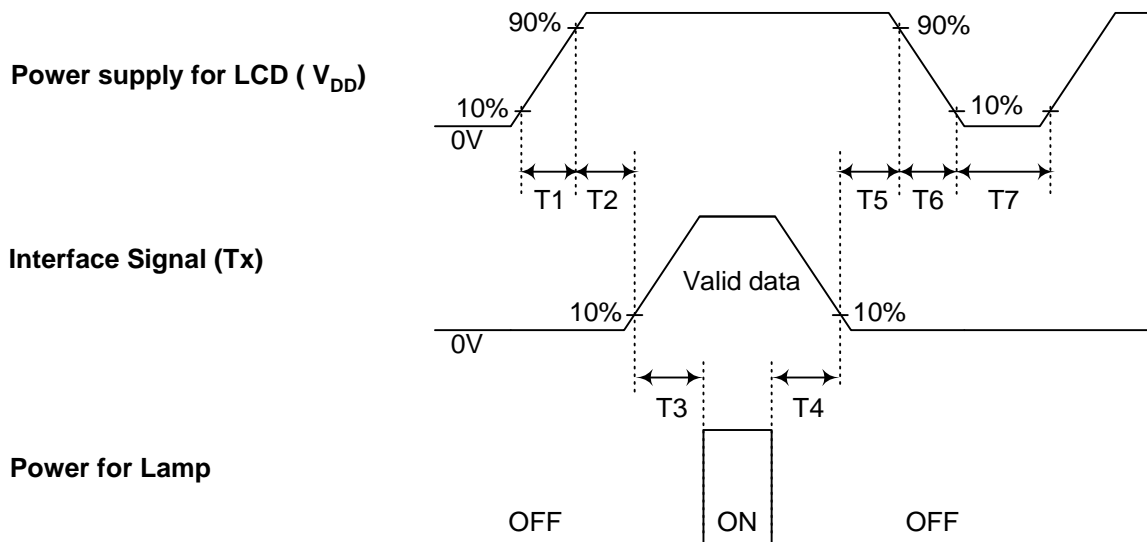 90% 90%
Power supply for LCD ( V_DD)
10% 10%
0V
T1 T2 T5 T6 T7
Interface Signal (Tx)
Valid data
10% 10%
0V
T3 T4
Power for Lamp
OFF ON OFF